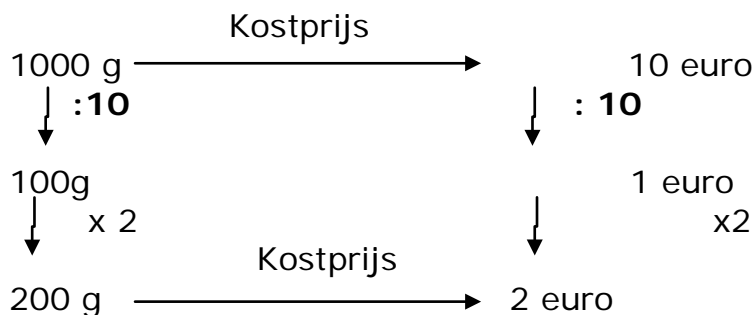 Kostprijs
1000 g 10 euro
:10 : 10
100g 1 euro
x 2 x2
Kostprijs
200 g 2 euro